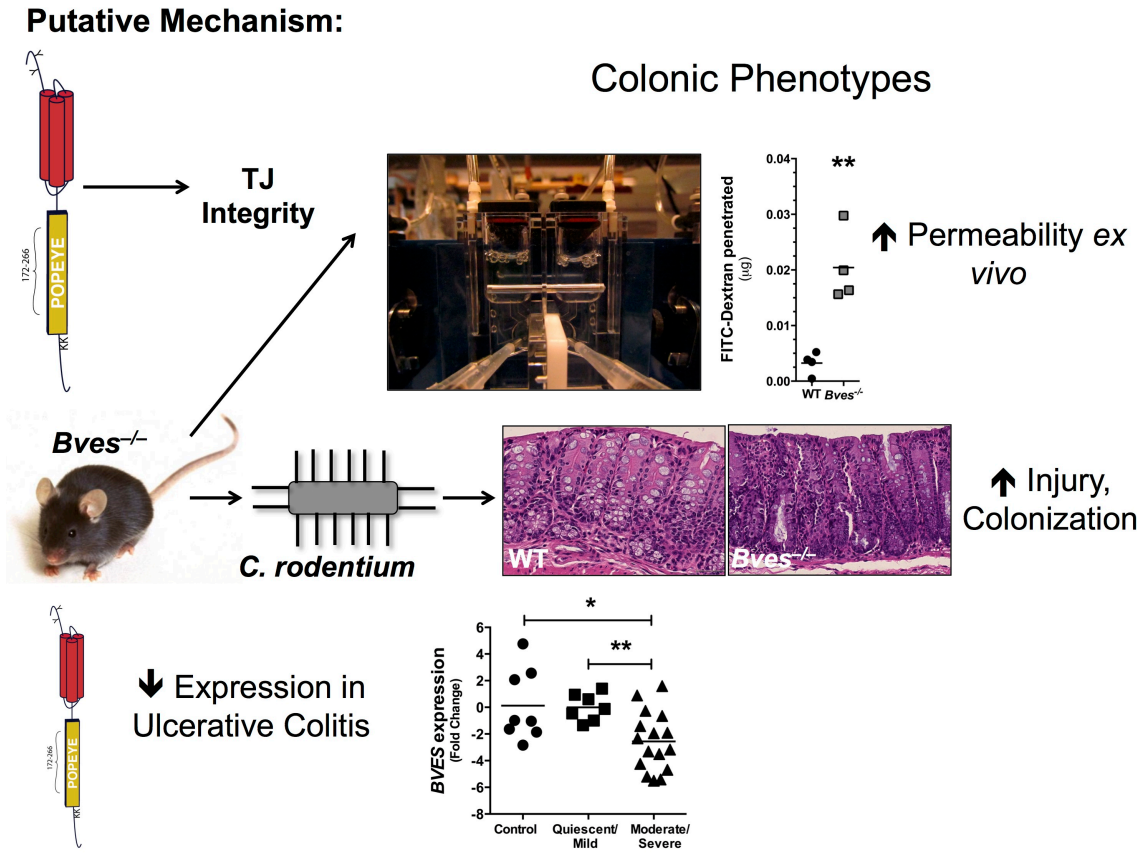 Putative Mechanism:
Colonic Phenotypes
172-266
POPEYE
KK
TJ
Integrity
FITC-Dextran penetrated
(µg)
0.04
0.03
0.02
0.01
0.00
**
WT Bves-/-
↑ Permeability ex
vivo
Bves–/–
C. rodentium
WT
Bves–/–
↑ Injury,
Colonization
172-266
POPEYE
KK
↓ Expression in
Ulcerative Colitis
BVES expression
(Fold Change)
6
4
2
0
-2
-4
-6
-8
*
**
Control
Quiescent/
Mild
Moderate/
Severe